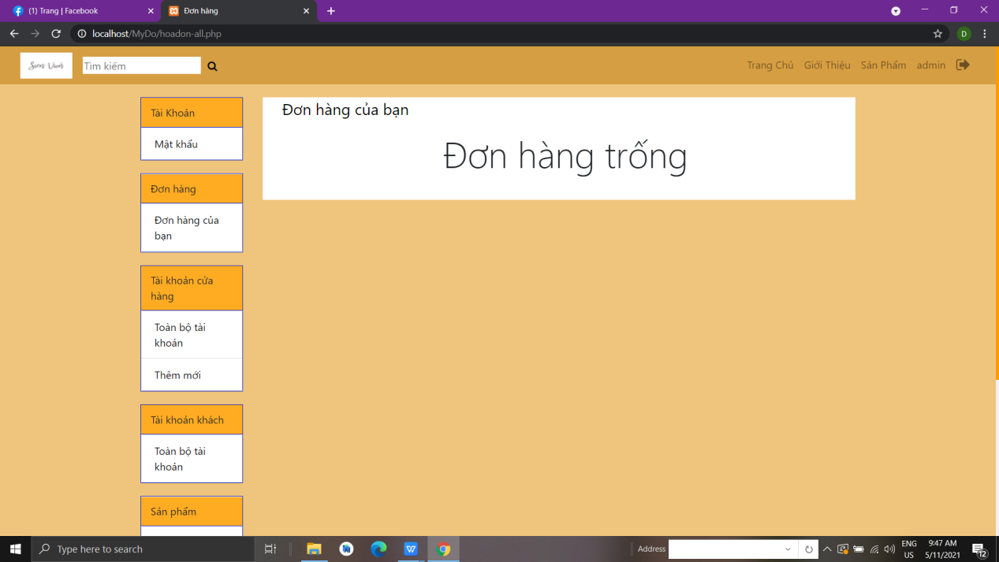 (1) Trang | Facebook
Đơn hàng
localhost/MyDo/hoadon-all.php
Sien Vien
Tìm kiếm
Trang Chủ
Giới Thiệu
Sản Phẩm
admin
Tài Khoản
Mật khẩu
Đơn hàng
Đơn hàng của
bạn
Tài khoản cửa
hàng
Toàn bộ tài
khoản
Thêm mới
Tài khoản khách
Toàn bộ tài
khoản
Sản phẩm
Đơn hàng của bạn
Đơn hàng trống
Type here to search
Address
ENG
US
9:47 AM
5/11/2021
12
D